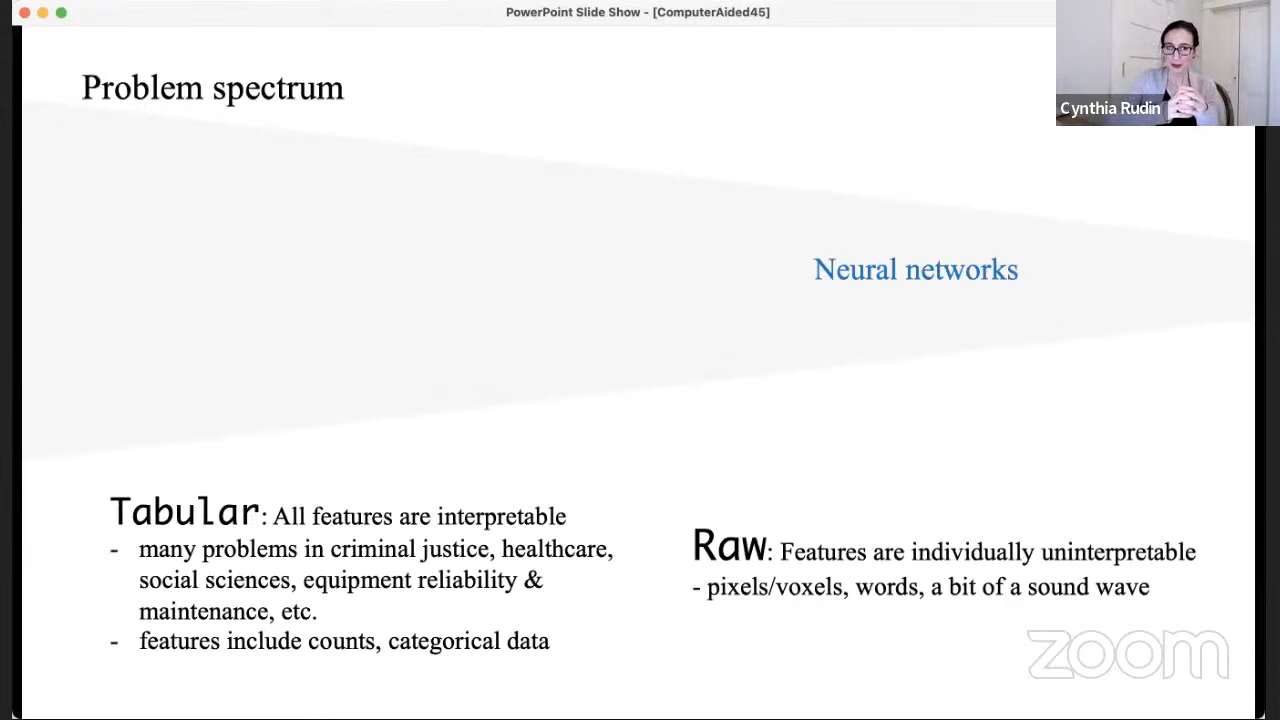 PowerPoint Slide Show - [ComputerAided45]
Problem spectrum
Cynthia Rudin
Neural networks
Tabular: All features are interpretable
- many problems in criminal justice, healthcare,
social sciences, equipment reliability &
maintenance, etc.
- features include counts, categorical data
Raw: Features are individually uninterpretable
- pixels/voxels, words, a bit of a sound wave
zoom